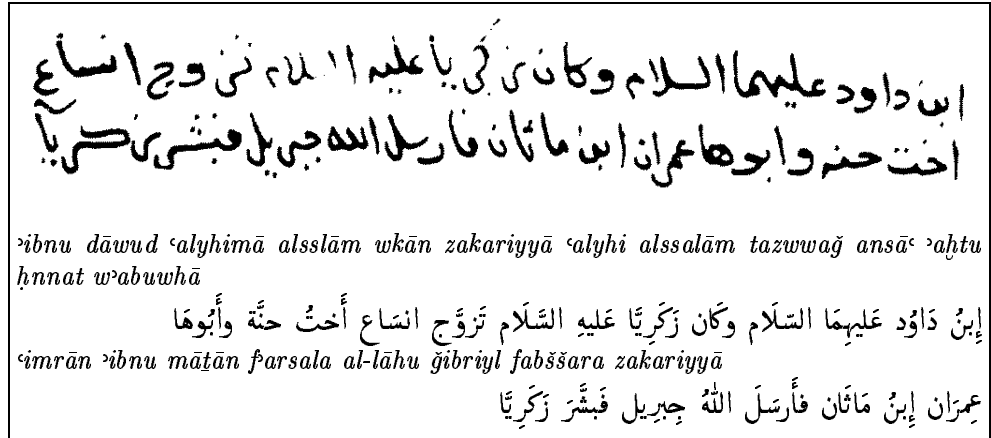 ابن داود عليهما السلام وكان زكريا عليه السلام تزوج انساع
اخت حنه وابوها عمران ابن ماثان فارسل الله جبريل فبشر زكريا
ʾibnu dāwud ʿalyhimā alsslām wkān zakariyyā ʿalyhi alssalām tazwwaǧ ansāʿ ʾaḫtu
ḥnnat wʾabuwhā
إِبنُ دَاوُد عَليهِمَا السّلَام وكَان زَكَرِيَّا عَليهِ السَّلَام تَزوَّج انسَاع أَختُ حنَّة وأَبُوهَا
ʿimrān ʾibnu māṯān fʾarsala al-lāhu ǧibriyl fabššara zakariyyā
عِمرَان إِبنُ مَاثَان فأَرسَلَ اللهُ جِبرِيل فَبشَّرَ زَكَرِيَّا